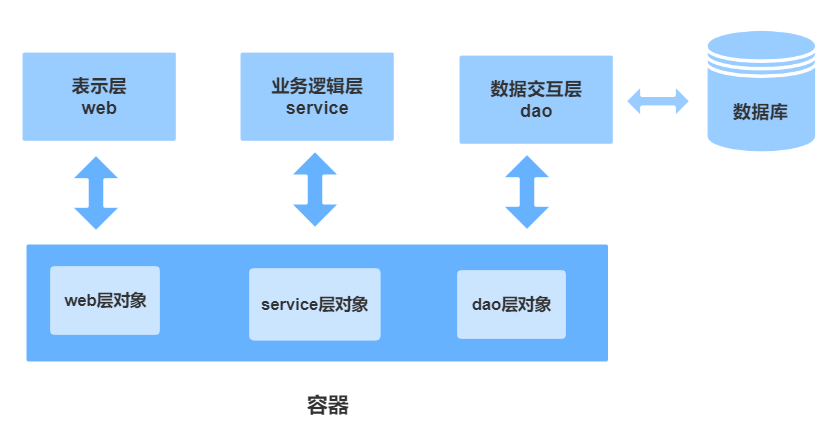 表示层
web
业务逻辑层
service
数据交互层
dao
数据库
web层对象
service层对象
dao层对象
容器